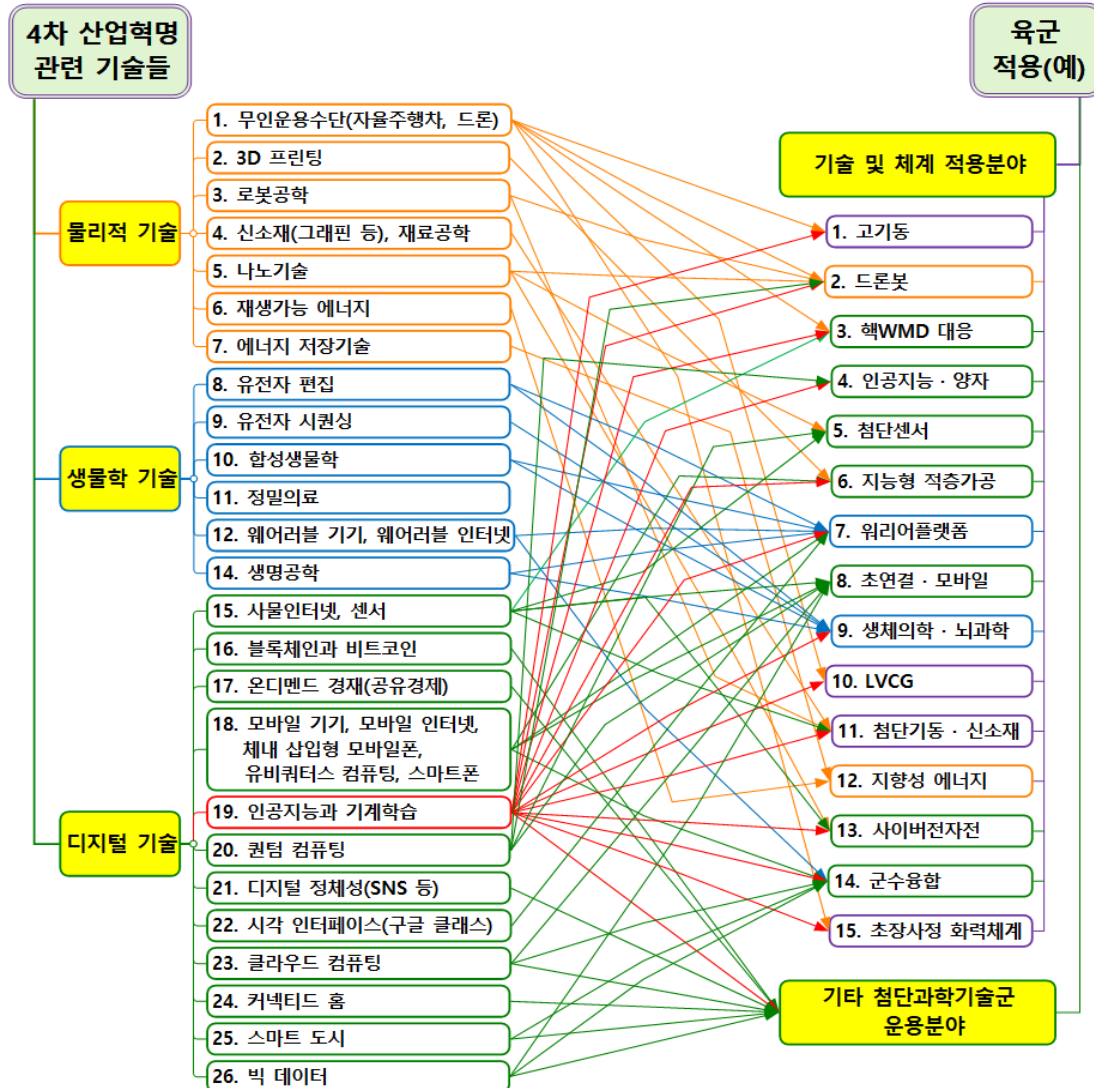 4차 산업혁명
관련 기술들
육군
적용(예)
물리적 기술
1. 무인운용수단(자율주행차, 드론)
2. 3D 프린팅
3. 로봇공학
4. 신소재(그래핀 등), 재료공학
5. 나노기술
6. 재생가능 에너지
7. 에너지 저장기술
생물학 기술
8. 유전자 편집
9. 유전자 시퀀싱
10. 합성생물학
11. 정밀의료
12. 웨어러블 기기, 웨어러블 인터넷
14. 생명공학
디지털 기술
15. 사물인터넷, 센서
16. 블록체인과 비트코인
17. 온디멘드 경재(공유경제)
18. 모바일 기기, 모바일 인터넷,
체내 삽입형 모바일폰,
유비쿼터스 컴퓨팅, 스마트폰
19. 인공지능과 기계학습
20. 퀀텀 컴퓨팅
21. 디지털 정체성(SNS 등)
22. 시각 인터페이스(구글 클래스)
23. 클라우드 컴퓨팅
24. 커넥티드 홈
25. 스마트 도시
26. 빅 데이터
기술 및 체계 적용분야
1. 고기동
2. 드론봇
3. 핵WMD 대응
4. 인공지능 · 양자
5. 첨단센서
6. 지능형 적층가공
7. 워리어플랫폼
8. 초연결 · 모바일
9. 생체의학 · 뇌과학
10. LVCG
11. 첨단기동 · 신소재
12. 지향성 에너지
13. 사이버전자전
14. 군수융합
15. 초장사정 화력체계
기타 첨단과학기술군
운용분야